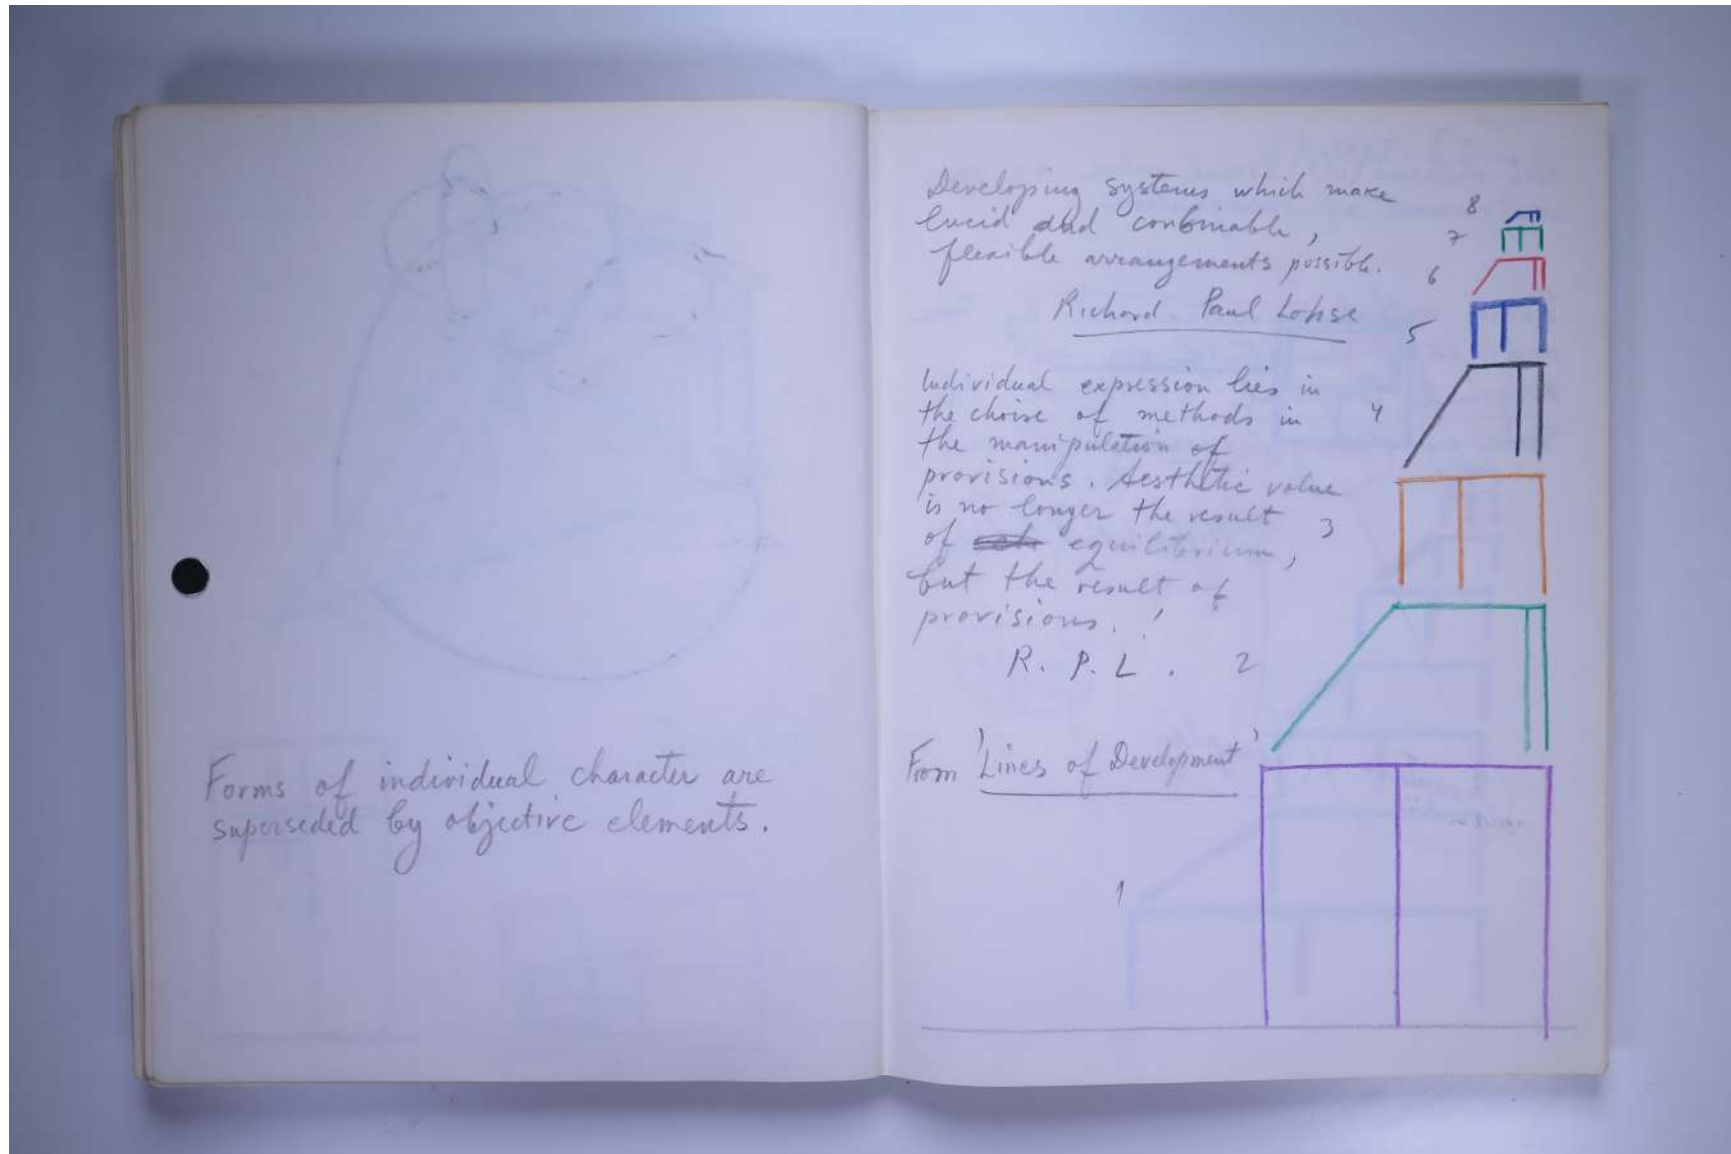 Forms of individual character are
superseded by objective elements.
Developing systems which make
lucid and combinable,
flexible arrangements possible.
Richard Paul Lohse
Individual expression lies in
the choise of methods in
the manipulation of
provisions. Aesthetic value
is no longer the result
of equilibrium,
but the result of
provisions. !
R. P. L.
From 'Lines of Development'
8
7
6
5
4
3
2
1